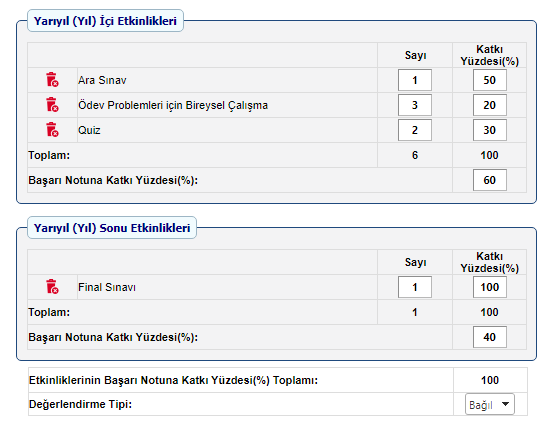 Yarıyıl (Yıl) İçi Etkinlikleri
Sayı Katkı Yüzdesi(%)
Ara Sınav 1 50
Ödev Problemleri için Bireysel Çalışma 3 20
Quiz 2 30
Toplam: 6 100
Başarı Notuna Katkı Yüzdesi(%): 60
Yarıyıl (Yıl) Sonu Etkinlikleri
Sayı Katkı Yüzdesi(%)
Final Sınavı 1 100
Toplam: 1 100
Başarı Notuna Katkı Yüzdesi(%): 40
Etkinliklerinin Başarı Notuna Katkı Yüzdesi(%) Toplamı: 100
Değerlendirme Tipi: Bağıl